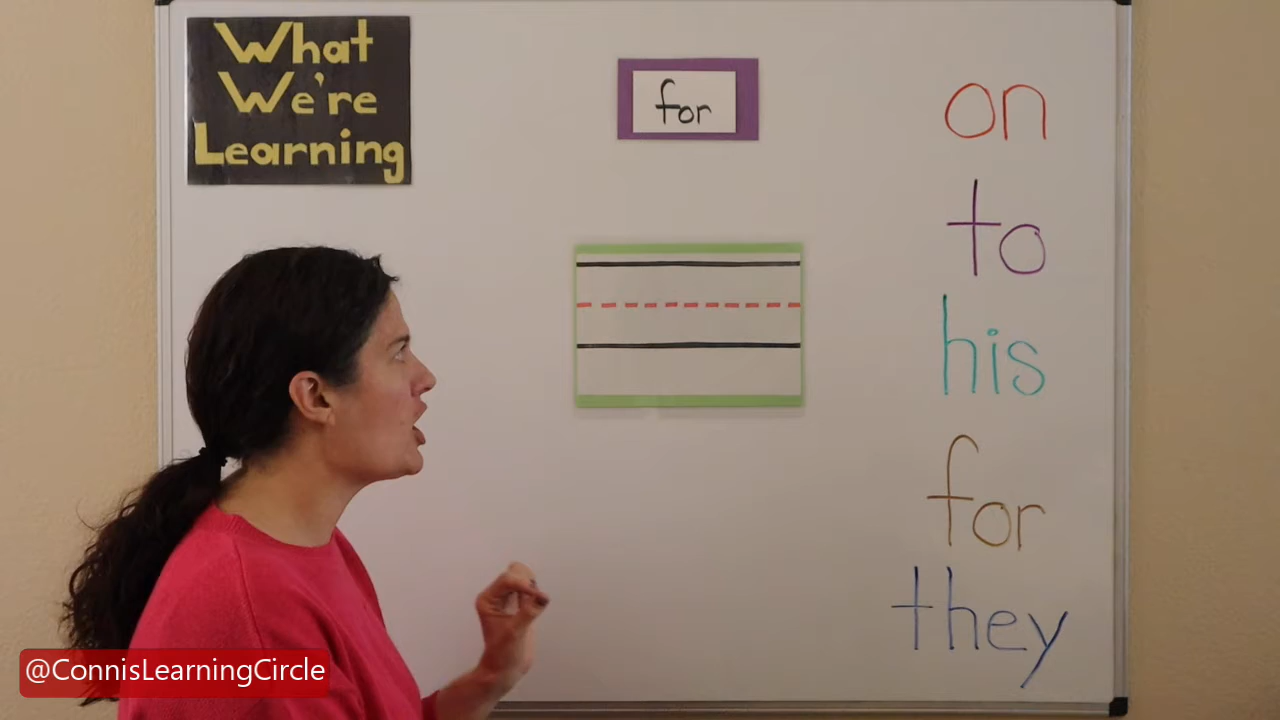 What
We're
Learning
for
on
to
his
for
they
@ConnisLearningCircle